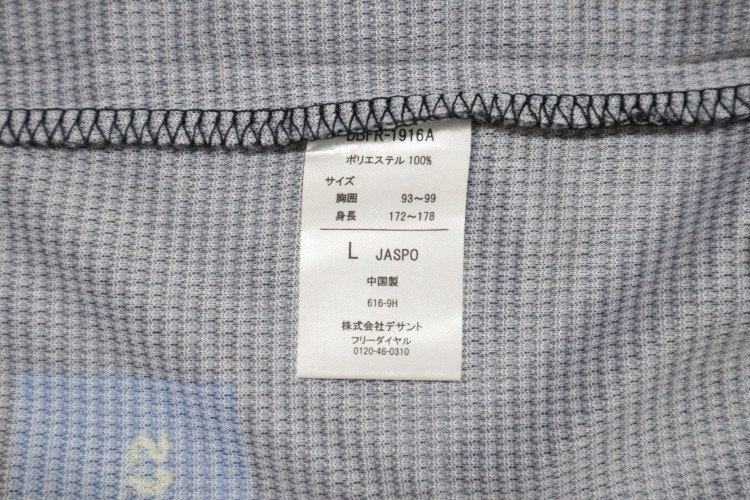 DBFR-1916A
ポリエステル 100%
サイズ
胸囲 93～99
身長 172～178
L JASPO
中国製
616-9H
株式会社デサント
フリーダイヤル
0120-46-0310